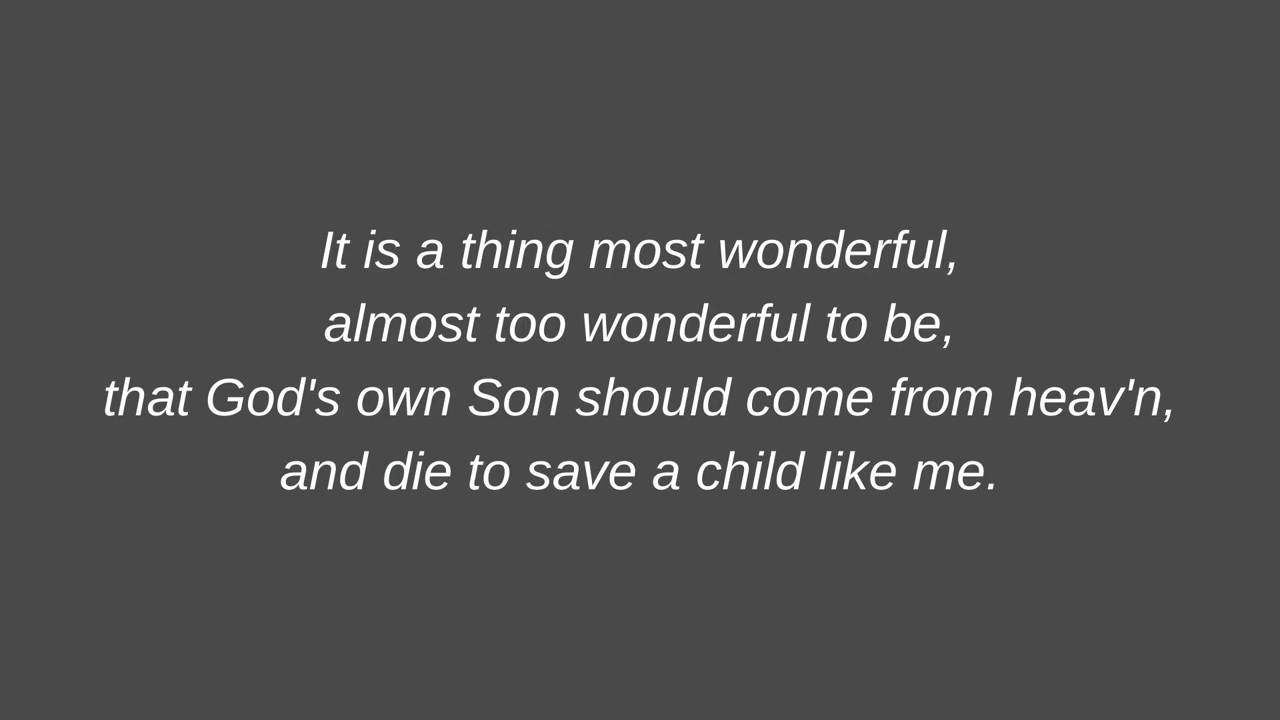 It is a thing most wonderful,
almost too wonderful to be,
that God's own Son should come from heav'n,
and die to save a child like me.